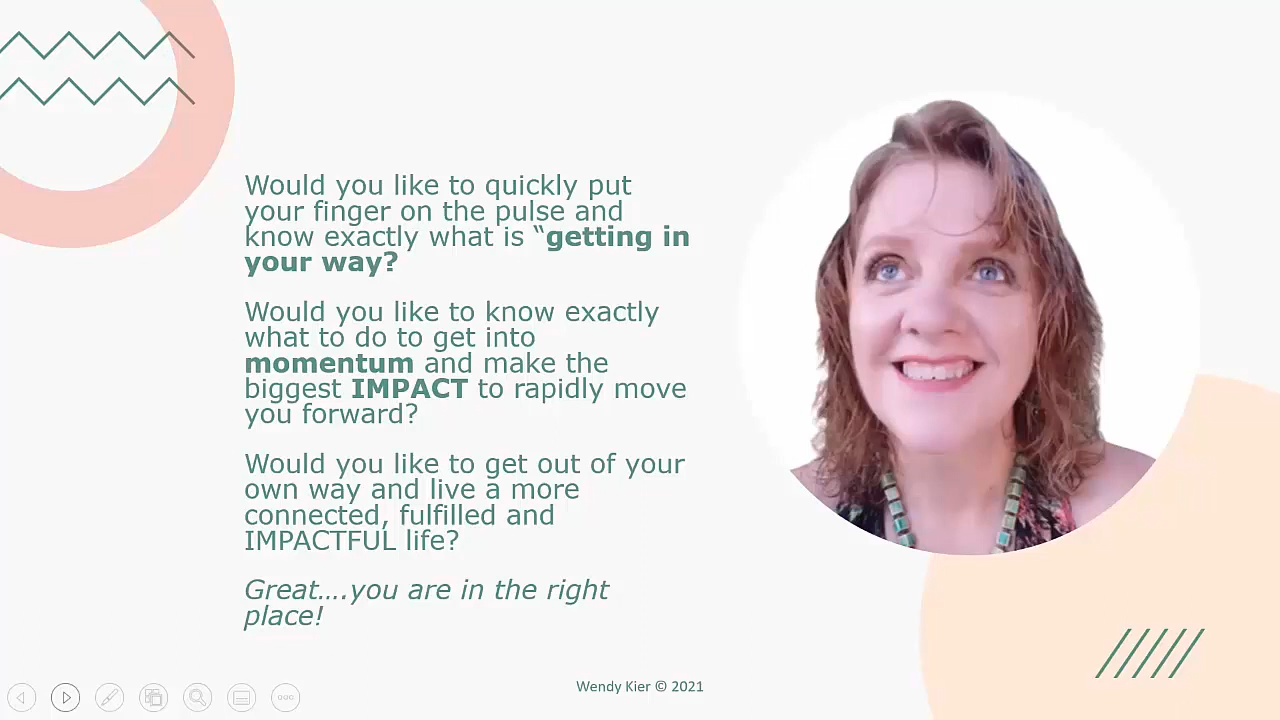 Would you like to quickly put
your finger on the pulse and
know exactly what is “getting in
your way?
Would you like to know exactly
what to do to get into
momentum and make the
biggest IMPACT to rapidly move
you forward?
Would you like to get out of your
own way and live a more
connected, fulfilled and
IMPACTFUL life?
Great….you are in the right
place!
Wendy Kier © 2021